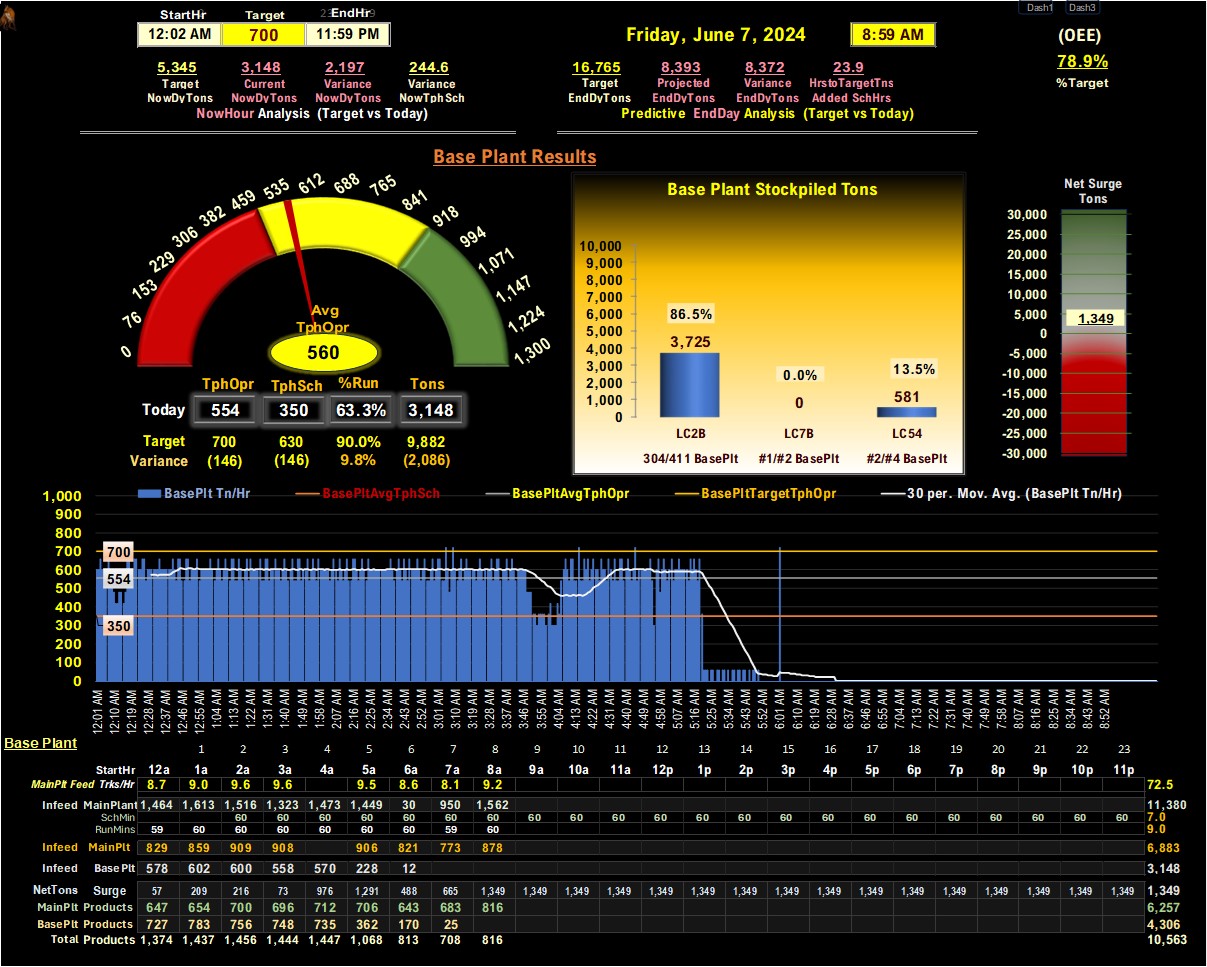 StartHr Target EndHr Dash1 Dash3
12:02 AM 700 11:59 PM Friday, June 7, 2024 8:59 AM (OEE)
5,345 3,148 2,197 244.6 16,765 8,393 8,372 23.9 78.9%
Target Current Variance Variance Target Projected Variance HrstoTargetTns %Target
NowDyTons NowDyTons NowDyTons NowTphSch EndDyTons EndDyTons EndDyTons Added SchHrs
NowHour Analysis (Target vs Today) Predictive EndDay Analysis (Target vs Today)
Base Plant Results
0 76 153 229 306 382 459 535 612 688 765 841 918 994 1,071 1,147 1,224 1,300
Avg
TphOpr
560
TphOpr TphSch %Run Tons
Today 554 350 63.3% 3,148
Target 700 630 90.0% 9,882
Variance (146) (146) 9.8% (2,086)
Base Plant Stockpiled Tons
10,000
9,000
8,000
7,000
6,000
5,000
4,000
3,000
2,000
1,000
0
86.5% 0.0% 13.5%
3,725 0 581
LC2B LC7B LC54
304/411 BasePlt #1/#2 BasePlt #2/#4 BasePlt
Net Surge
Tons
30,000
25,000
20,000
15,000
10,000
5,000
0
-5,000
-10,000
-15,000
-20,000
-25,000
-30,000
1,349
BasePlt Tn/Hr BasePltAvgTphSch BasePltAvgTphOpr BasePltTargetTphOpr 30 per. Mov. Avg. (BasePlt Tn/Hr)
1,000
900
800
700
600
500
400
300
200
100
0
700
554
350
12:01 AM 12:10 AM 12:19 AM 12:28 AM 12:37 AM 12:46 AM 12:55 AM 1:04 AM 1:13 AM 1:22 AM 1:31 AM 1:40 AM 1:49 AM 1:58 AM 2:07 AM 2:16 AM 2:25 AM 2:34 AM 2:43 AM 2:52 AM 3:01 AM 3:10 AM 3:19 AM 3:28 AM 3:37 AM 3:46 AM 3:55 AM 4:04 AM 4:22 AM 4:31 AM 4:40 AM 4:49 AM 4:58 AM 5:07 AM 5:16 AM 5:25 AM 5:34 AM 5:43 AM 5:52 AM 6:01 AM 6:10 AM 6:19 AM 6:28 AM 6:37 AM 6:46 AM 6:55 AM 7:04 AM 7:13 AM 7:22 AM 7:31 AM 7:40 AM 7:49 AM 7:58 AM 8:07 AM 8:16 AM 8:25 AM 8:34 AM 8:43 AM 8:52 AM
Base Plant 1 2 3 4 5 6 7 8 9 10 11 12 13 14 15 16 17 18 19 20 21 22 23
StartHr 12a 1a 2a 3a 4a 5a 6a 7a 8a 9a 10a 11a 12p 1p 2p 3p 4p 5p 6p 7p 8p 9p 10p 11p
MainPlt Feed Trks/Hr 8.7 9.0 9.6 9.6 9.5 8.6 8.1 9.2 72.5
Infeed MainPlant 1,464 1,613 1,516 1,323 1,473 1,449 30 950 1,562 11,380
SchMin 60 60 60 60 60 60 60 60 60 60 60 60 60 60 60 60 60 60 60 60 60 60 7.0
RunMins 59 60 60 60 60 60 60 59 60 9.0
Infeed MainPlt 829 859 909 908 906 821 773 878 6,883
Infeed BasePlt 578 602 600 558 570 228 12 3,148
NetTons Surge 57 209 216 73 976 1,291 488 665 1,349 1,349 1,349 1,349 1,349 1,349 1,349 1,349 1,349 1,349 1,349 1,349 1,349 1,349 1,349 1,349 1,349
MainPlt Products 647 654 700 696 712 706 643 683 816 6,257
BasePlt Products 727 783 756 748 735 362 170 25 4,306
Total Products 1,374 1,437 1,456 1,444 1,447 1,068 813 708 816 10,563